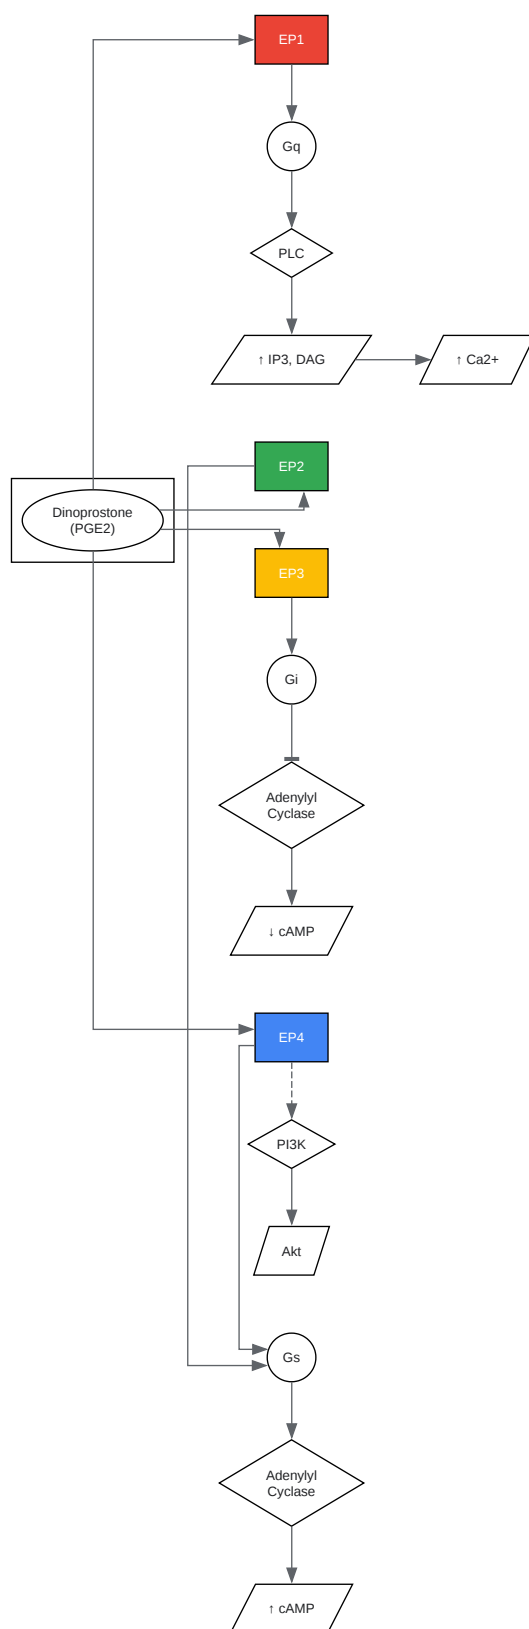 EP1
Gq
PLC
↑ IP3, DAG
↑ Ca2+
EP2
Dinoprostone
(PGE2)
EP3
Gi
Adenylyl
Cyclase
↓ cAMP
EP4
PI3K
Akt
Gs
Adenylyl
Cyclase
↑ cAMP